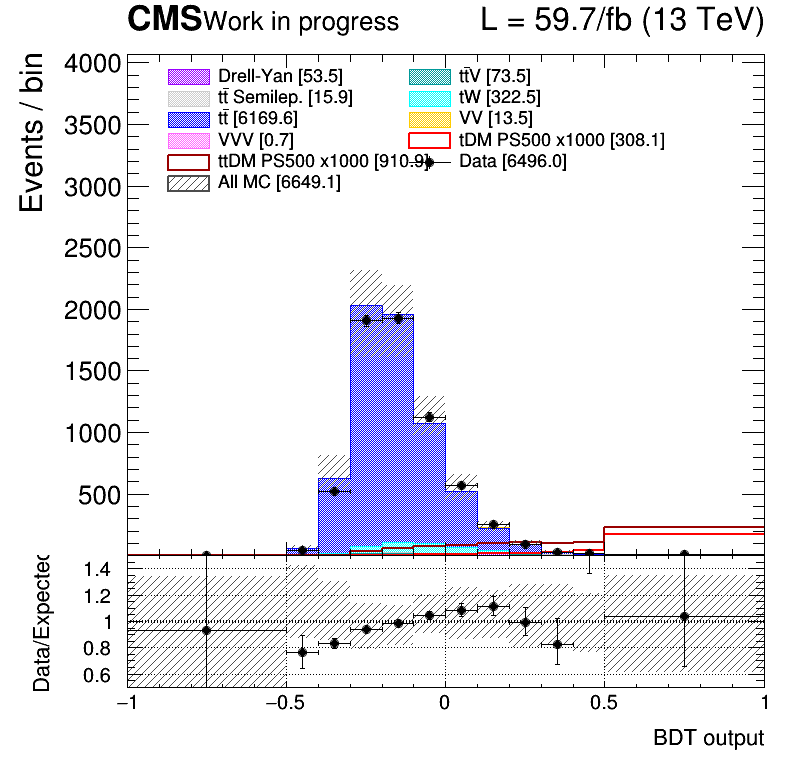 CMS Work in progress L = 59.7/fb (13 TeV)
Events / bin
4000
3500
3000
2500
2000
1500
1000
500
Drell-Yan [53.5] tt̄V [73.5]
tt̄ Semilep. [15.9] tW [322.5]
tt̄ [6169.6] VV [13.5]
VVV [0.7] tDM PS500 x1000 [308.1]
ttDM PS500 x1000 [910.9] Data [6496.0]
All MC [6649.1]
Data/Expected
1.4
1.2
1
0.8
0.6
−1 −0.5 0 0.5 1
BDT output